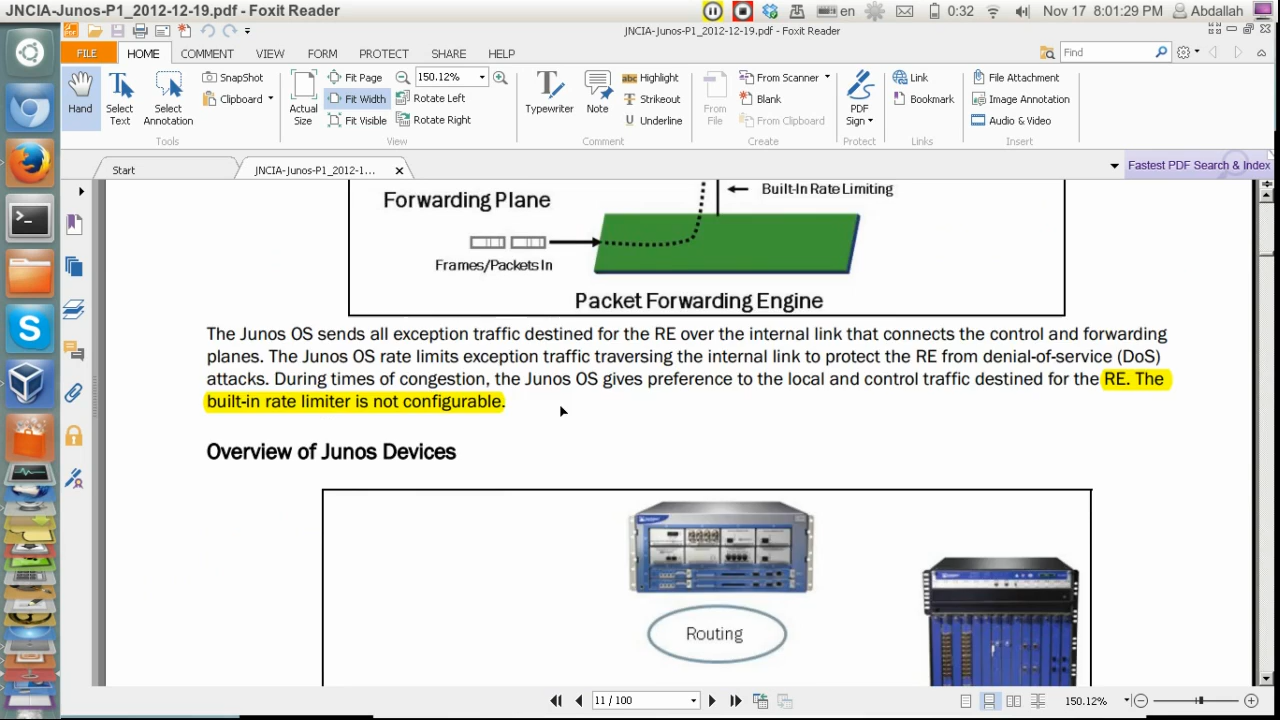 JNCIA-Junos-P1_2012-12-19.pdf - Foxit Reader
en
0:32
Nov 17 8:01:29 PM
Abdallah
JNCIA-Junos-P1_2012-12-19.pdf - Foxit Reader
FILE
HOME
COMMENT
VIEW
FORM
PROTECT
SHARE
HELP
Find
Hand
Select Text
Select Annotation
SnapShot
Clipboard
Tools
Actual Size
Fit Page
Fit Width
Fit Visible
150.12%
Rotate Left
Rotate Right
View
Typewriter
Note
Highlight
Strikeout
Underline
Comment
From File
From Scanner
Blank
From Clipboard
Create
PDF Sign
Protect
Link
Bookmark
Links
File Attachment
Image Annotation
Audio & Video
Insert
Start
JNCIA-Junos-P1_2012-1...
Fastest PDF Search & Index
Forwarding Plane
Built-In Rate Limiting
Frames/Packets In
Packet Forwarding Engine
The Junos OS sends all exception traffic destined for the RE over the internal link that connects the control and forwarding
planes. The Junos OS rate limits exception traffic traversing the internal link to protect the RE from denial-of-service (DoS)
attacks. During times of congestion, the Junos OS gives preference to the local and control traffic destined for the RE. The
built-in rate limiter is not configurable.
Overview of Junos Devices
Routing
11 / 100
150.12%